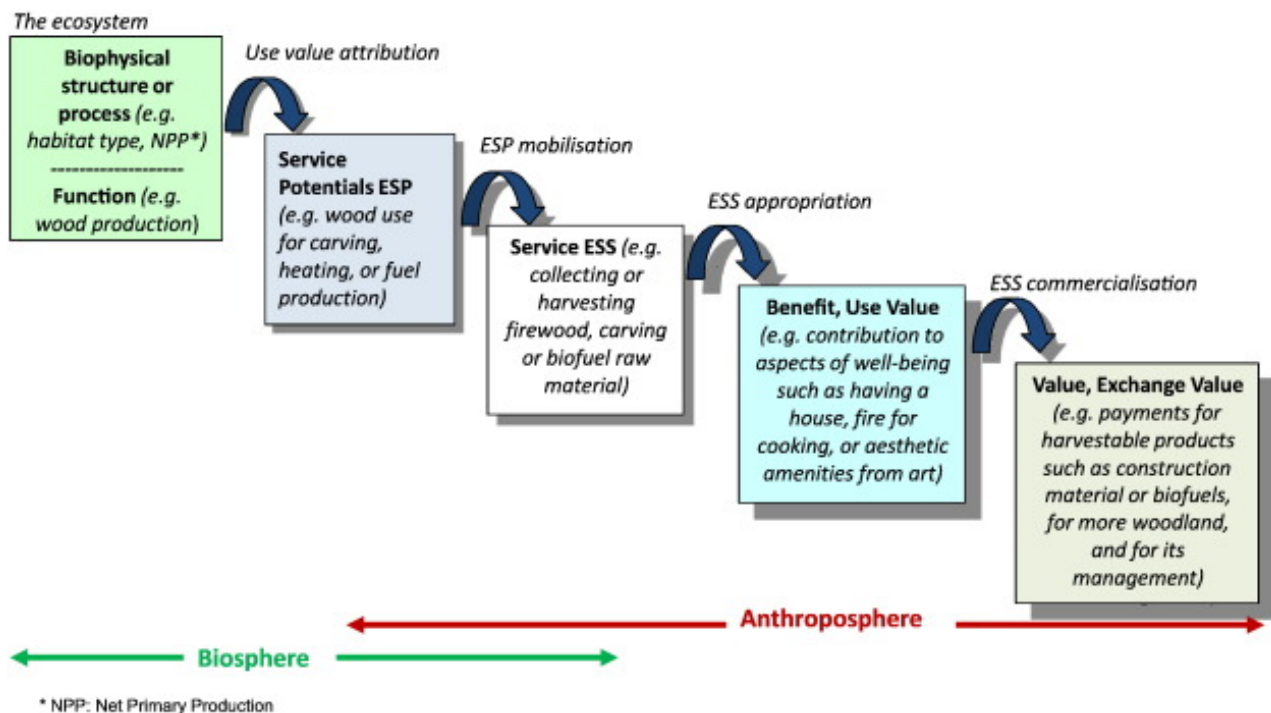 The ecosystem
Biophysical
structure or
process (e.g.
habitat type, NPP*)
-------------------
Function (e.g.
wood production)
Use value attribution
Service
Potentials ESP
(e.g. wood use
for carving,
heating, or fuel
production)
ESP mobilisation
Service ESS (e.g.
collecting or
harvesting
firewood, carving
or biofuel raw
material)
ESS appropriation
Benefit, Use Value
(e.g. contribution to
aspects of well-being
such as having a
house, fire for
cooking, or aesthetic
amenities from art)
ESS commercialisation
Value, Exchange Value
(e.g. payments for
harvestable products
such as construction
material or biofuels,
for more woodland,
and for its
management)
Anthroposphere
Biosphere
* NPP: Net Primary Production